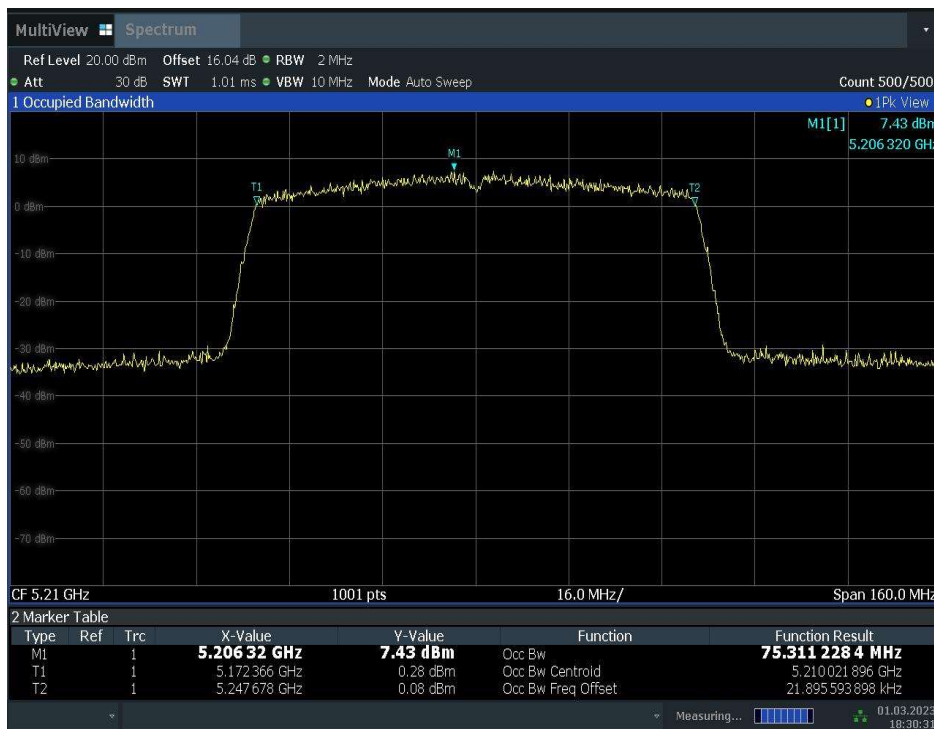 MultiView Spectrum
Ref Level 20.00 dBm Offset 16.04 dB RBW 2 MHz
Att 30 dB SWT 1.01 ms VBW 10 MHz Mode Auto Sweep Count 500/500
1 Occupied Bandwidth 1Pk View
M1[1] 7.43 dBm
5.206 320 GHz
10 dBm
M1
T1
T2
0 dBm
-10 dBm
-20 dBm
-30 dBm
-40 dBm
-50 dBm
-60 dBm
-70 dBm
CF 5.21 GHz 1001 pts 16.0 MHz/ Span 160.0 MHz
2 Marker Table
Type Ref Trc X-Value Y-Value Function Function Result
M1 1 5.206 32 GHz 7.43 dBm Occ Bw 75.311 228 4 MHz
T1 1 5.172 366 GHz 0.28 dBm Occ Bw Centroid 5.210 021 896 GHz
T2 1 5.247 678 GHz 0.08 dBm Occ Bw Freq Offset 21.895 593 898 kHz
Measuring... 01.03.2023
18:30:31